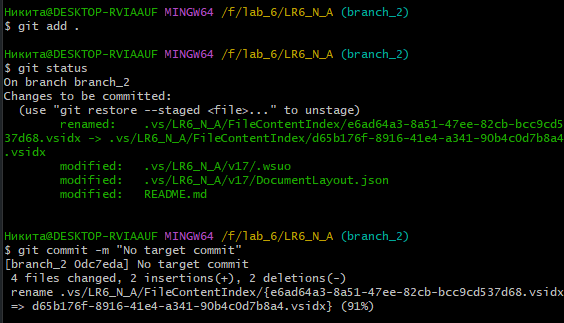 Никита@DESKTOP-RVIAAUF MINGW64 /f/lab_6/LR6_N_A (branch_2)
$ git add .
Никита@DESKTOP-RVIAAUF MINGW64 /f/lab_6/LR6_N_A (branch_2)
$ git status
On branch branch_2
Changes to be committed:
  (use "git restore --staged <file>..." to unstage)
        renamed:    .vs/LR6_N_A/FileContentIndex/e6ad64a3-8a51-47ee-82cb-bcc9cd5
37d68.vsidx -> .vs/LR6_N_A/FileContentIndex/d65b176f-8916-41e4-a341-90b4c0d7b8a4
.vsidx
        modified:   .vs/LR6_N_A/v17/.wsuo
        modified:   .vs/LR6_N_A/v17/DocumentLayout.json
        modified:   README.md
Никита@DESKTOP-RVIAAUF MINGW64 /f/lab_6/LR6_N_A (branch_2)
$ git commit -m "No target commit"
[branch_2 0dc7eda] No target commit
 4 files changed, 2 insertions(+), 2 deletions(-)
 rename .vs/LR6_N_A/FileContentIndex/{e6ad64a3-8a51-47ee-82cb-bcc9cd537d68.vsidx
 => d65b176f-8916-41e4-a341-90b4c0d7b8a4.vsidx} (91%)